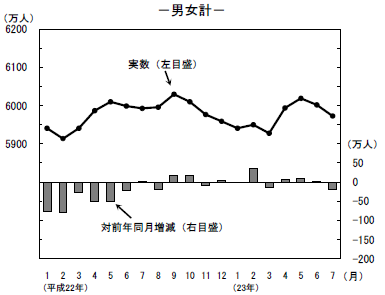 －男女計－
(万人)
6200
6100
6000
5900
実数（左目盛）
(万人)
50
0
-50
-100
-150
-200
対前年同月増減（右目盛）
1 2 3 4 5 6 7 8 9 10 11 12 1 2 3 4 5 6 7 (月)
(平成22年) (23年)